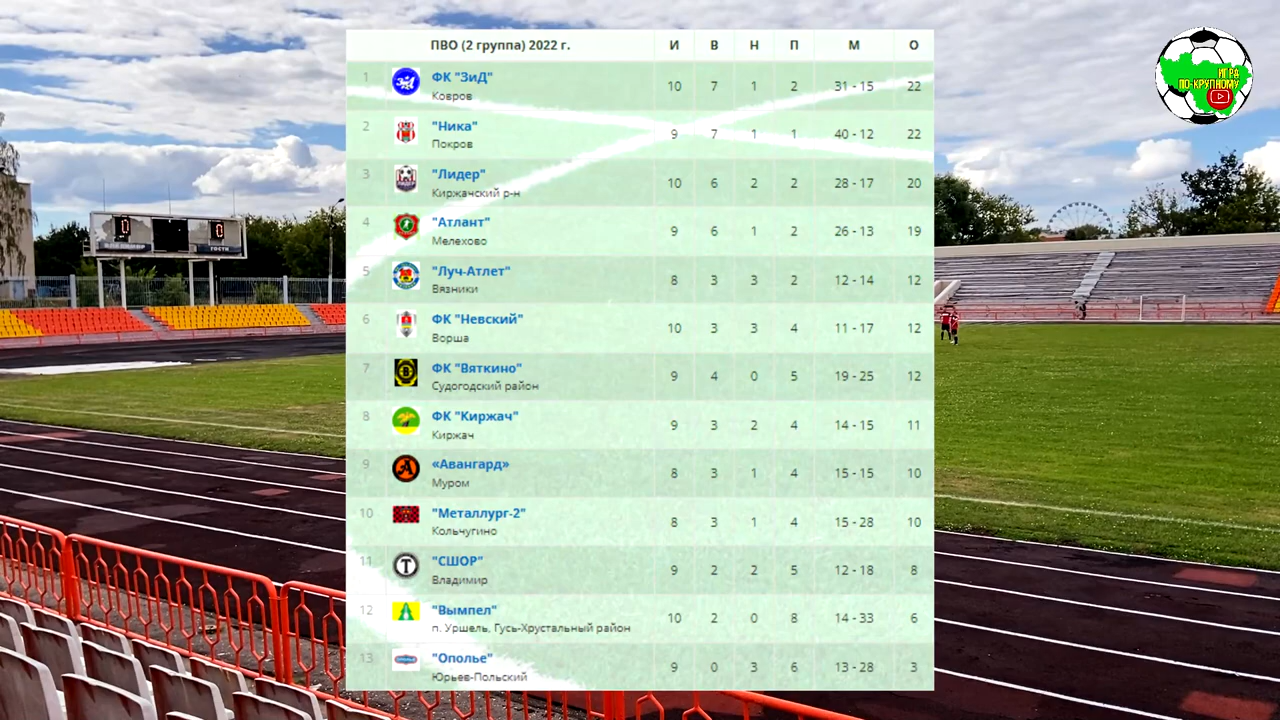 ПВО (2 группа) 2022 г. И В Н П М О
1 ФК "ЗиД" 10 7 1 2 31 - 15 22
Ковров
2 "Ника" 9 7 1 1 40 - 12 22
Покров
3 "Лидер" 10 6 2 2 28 - 17 20
Киржачский р-н
4 "Атлант" 9 6 1 2 26 - 13 19
Мелехово
5 "Луч-Атлет" 8 3 3 2 12 - 14 12
Вязники
6 ФК "Невский" 10 3 3 4 11 - 17 12
Ворша
7 ФК "Вяткино" 9 4 0 5 19 - 25 12
Судогодский район
8 ФК "Киржач" 9 3 2 4 14 - 15 11
Киржач
9 «Авангард» 8 3 1 4 15 - 15 10
Муром
10 "Металлург-2" 8 3 1 4 15 - 28 10
Кольчугино
11 "СШОР" 9 2 2 5 12 - 18 8
Владимир
12 "Вымпел" 10 2 0 8 14 - 33 6
п. Уршель, Гусь-Хрустальный район
13 "Ополье" 9 0 3 6 13 - 28 3
Юрьев-Польский
ИГРА
ПО-КРУПНОМУ
0 0
ГОСТИ